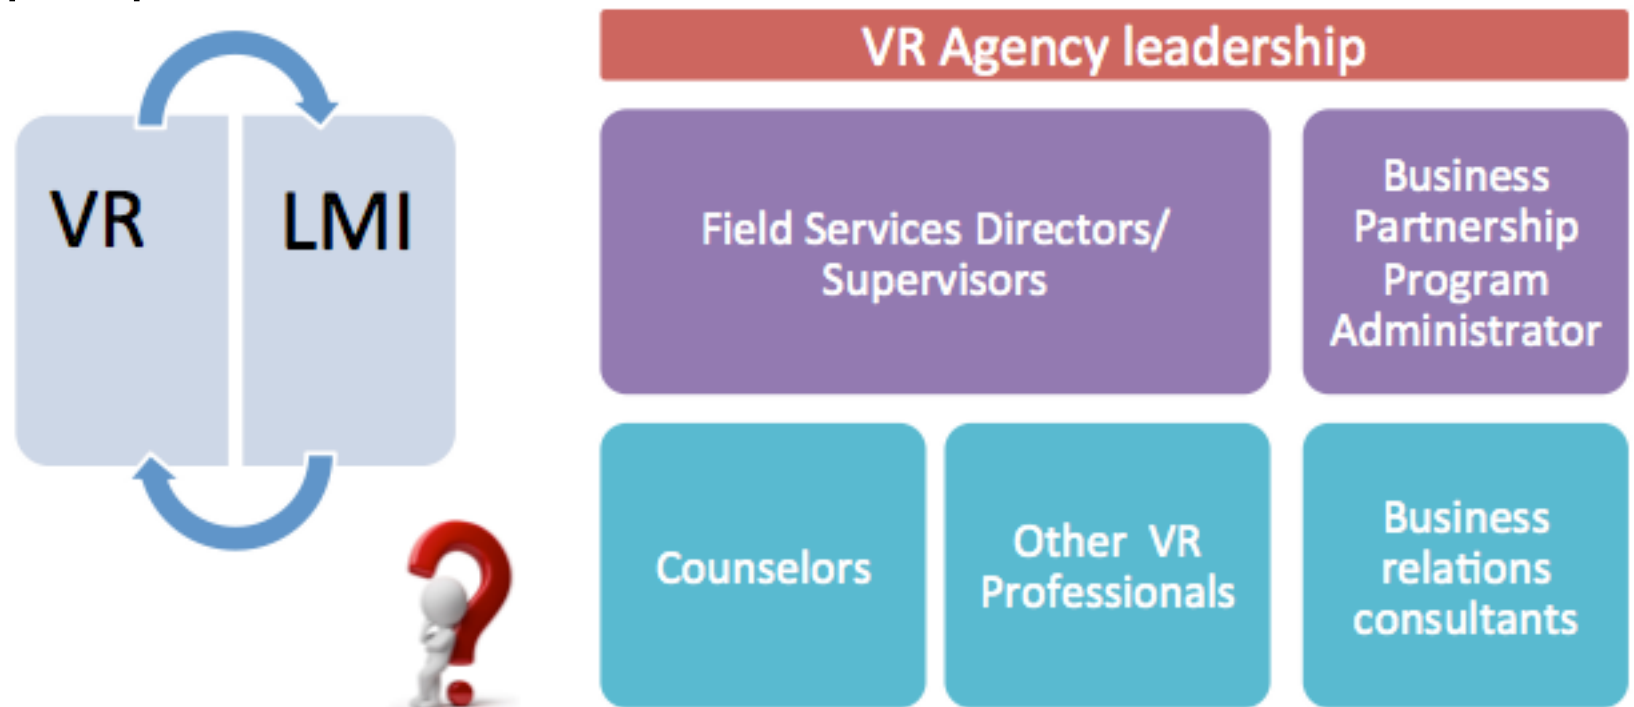 VR
LMI
VR Agency leadership
Field Services Directors/
Supervisors
Business
Partnership
Program
Administrator
Counselors
Other VR
Professionals
Business
relations
consultants